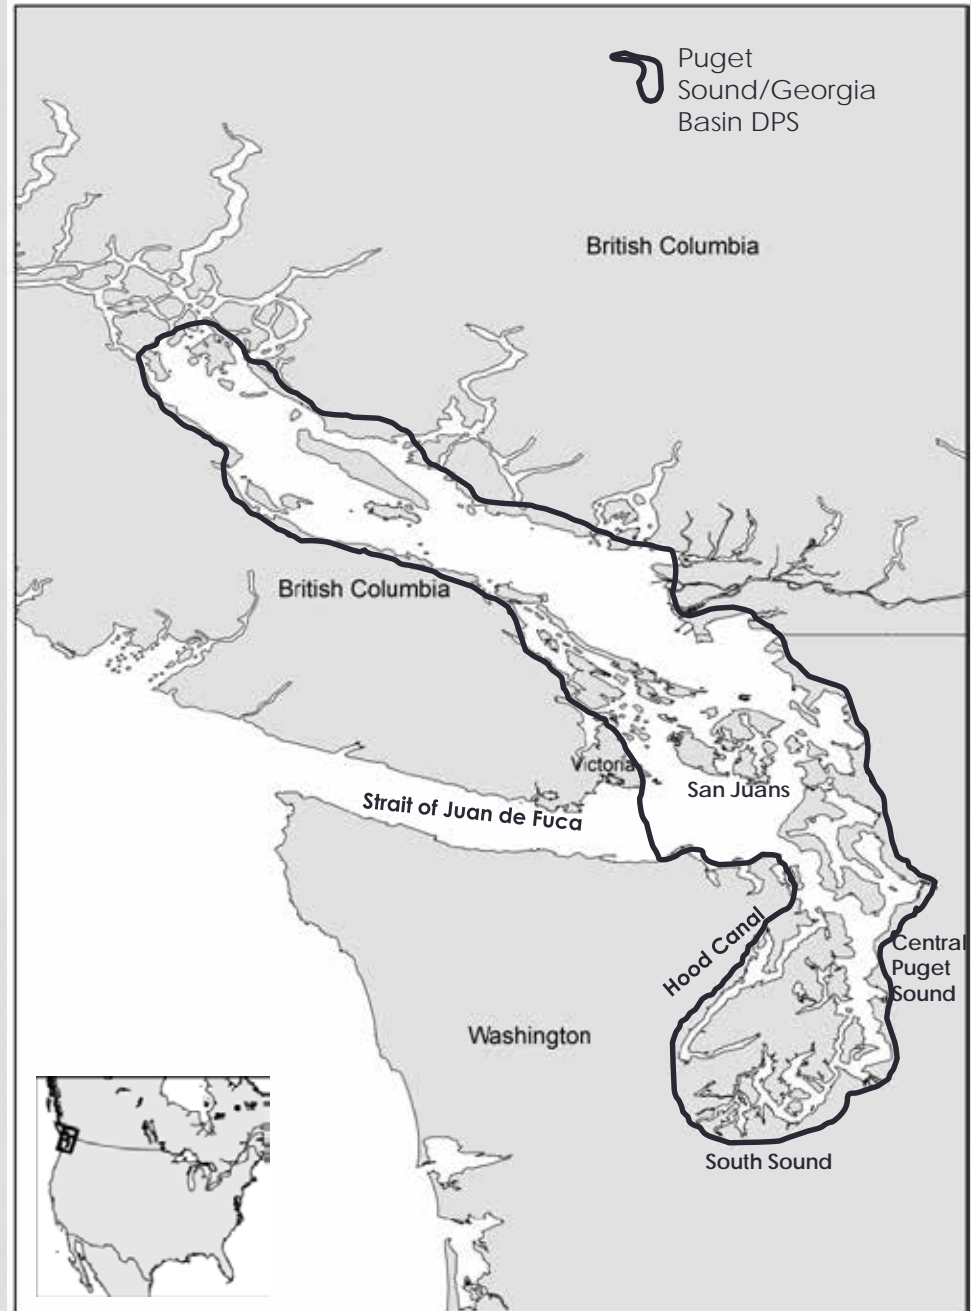 Puget
Sound/Georgia
Basin DPS
British Columbia
British Columbia
Victoria
San Juans
Strait of Juan de Fuca
Hood Canal
Central
Puget
Sound
Washington
South Sound